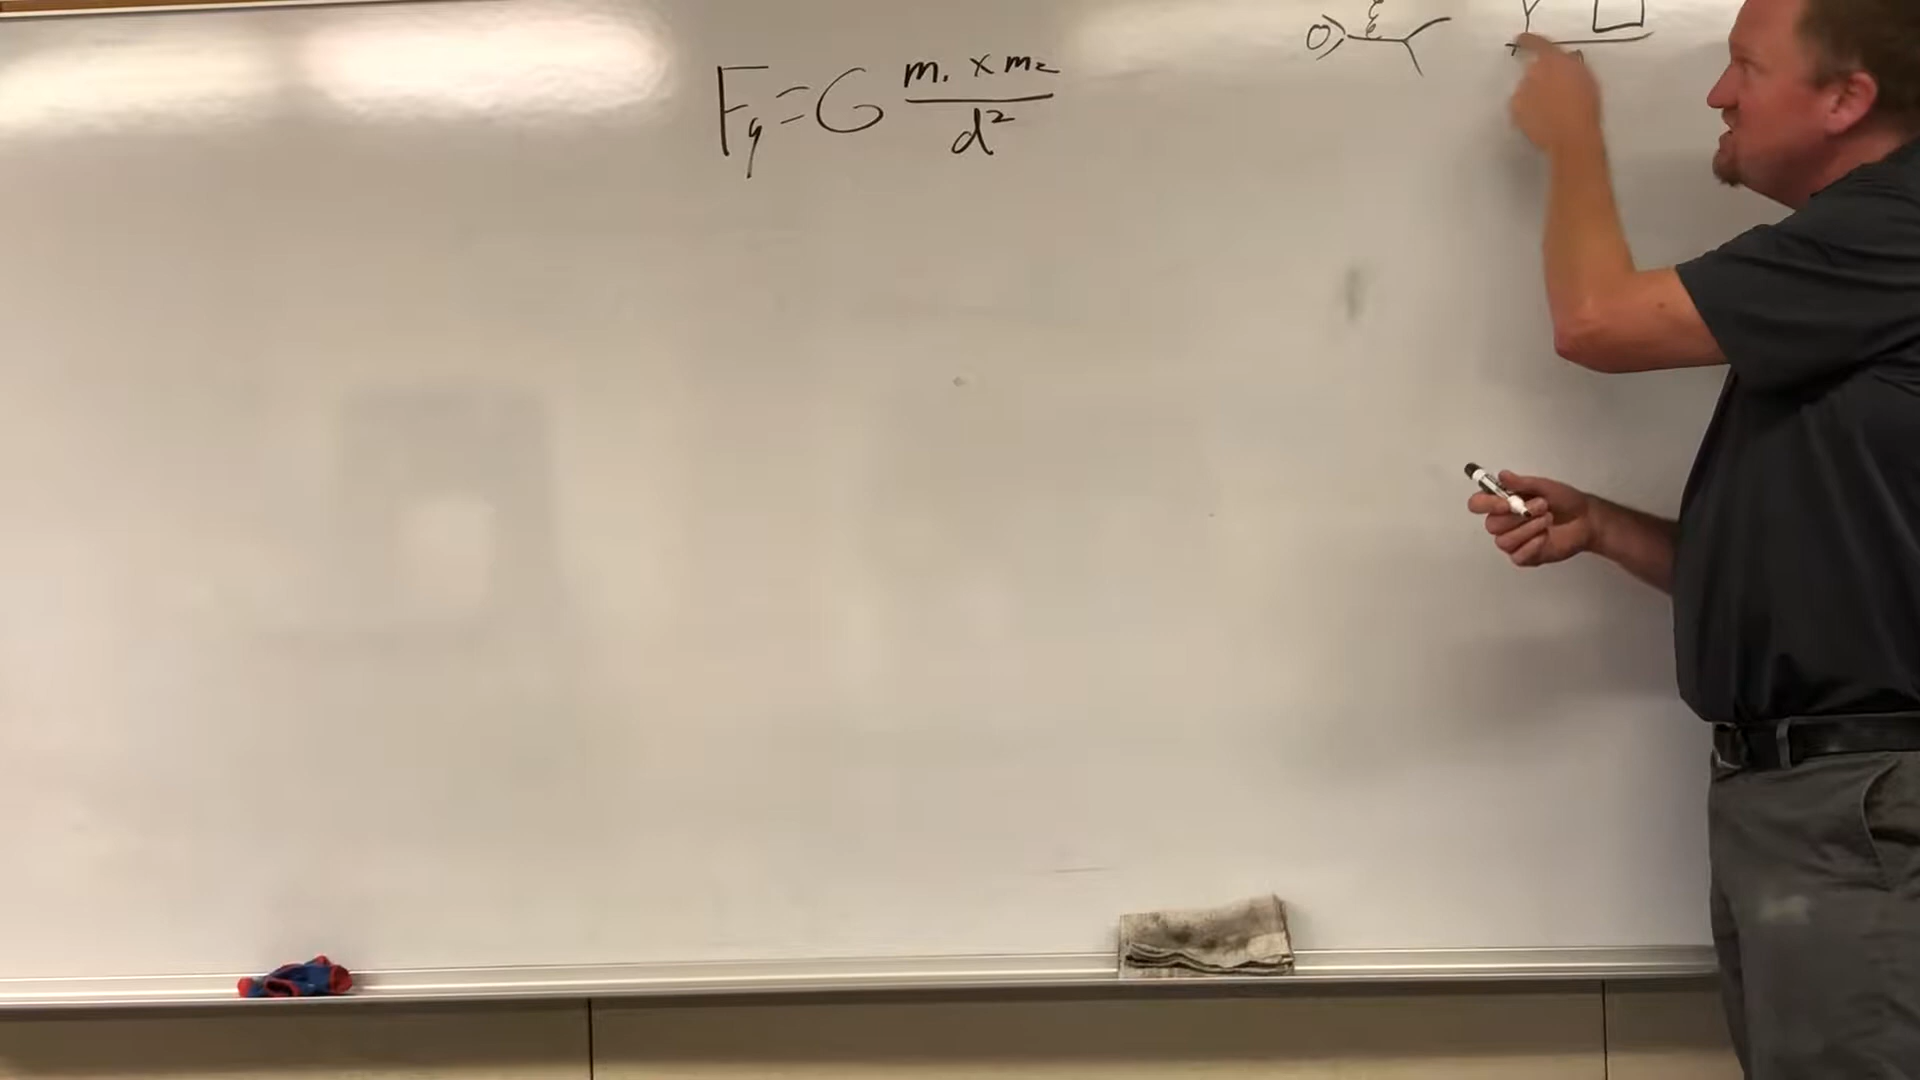 Fg = G m₁ × m₂ / d²